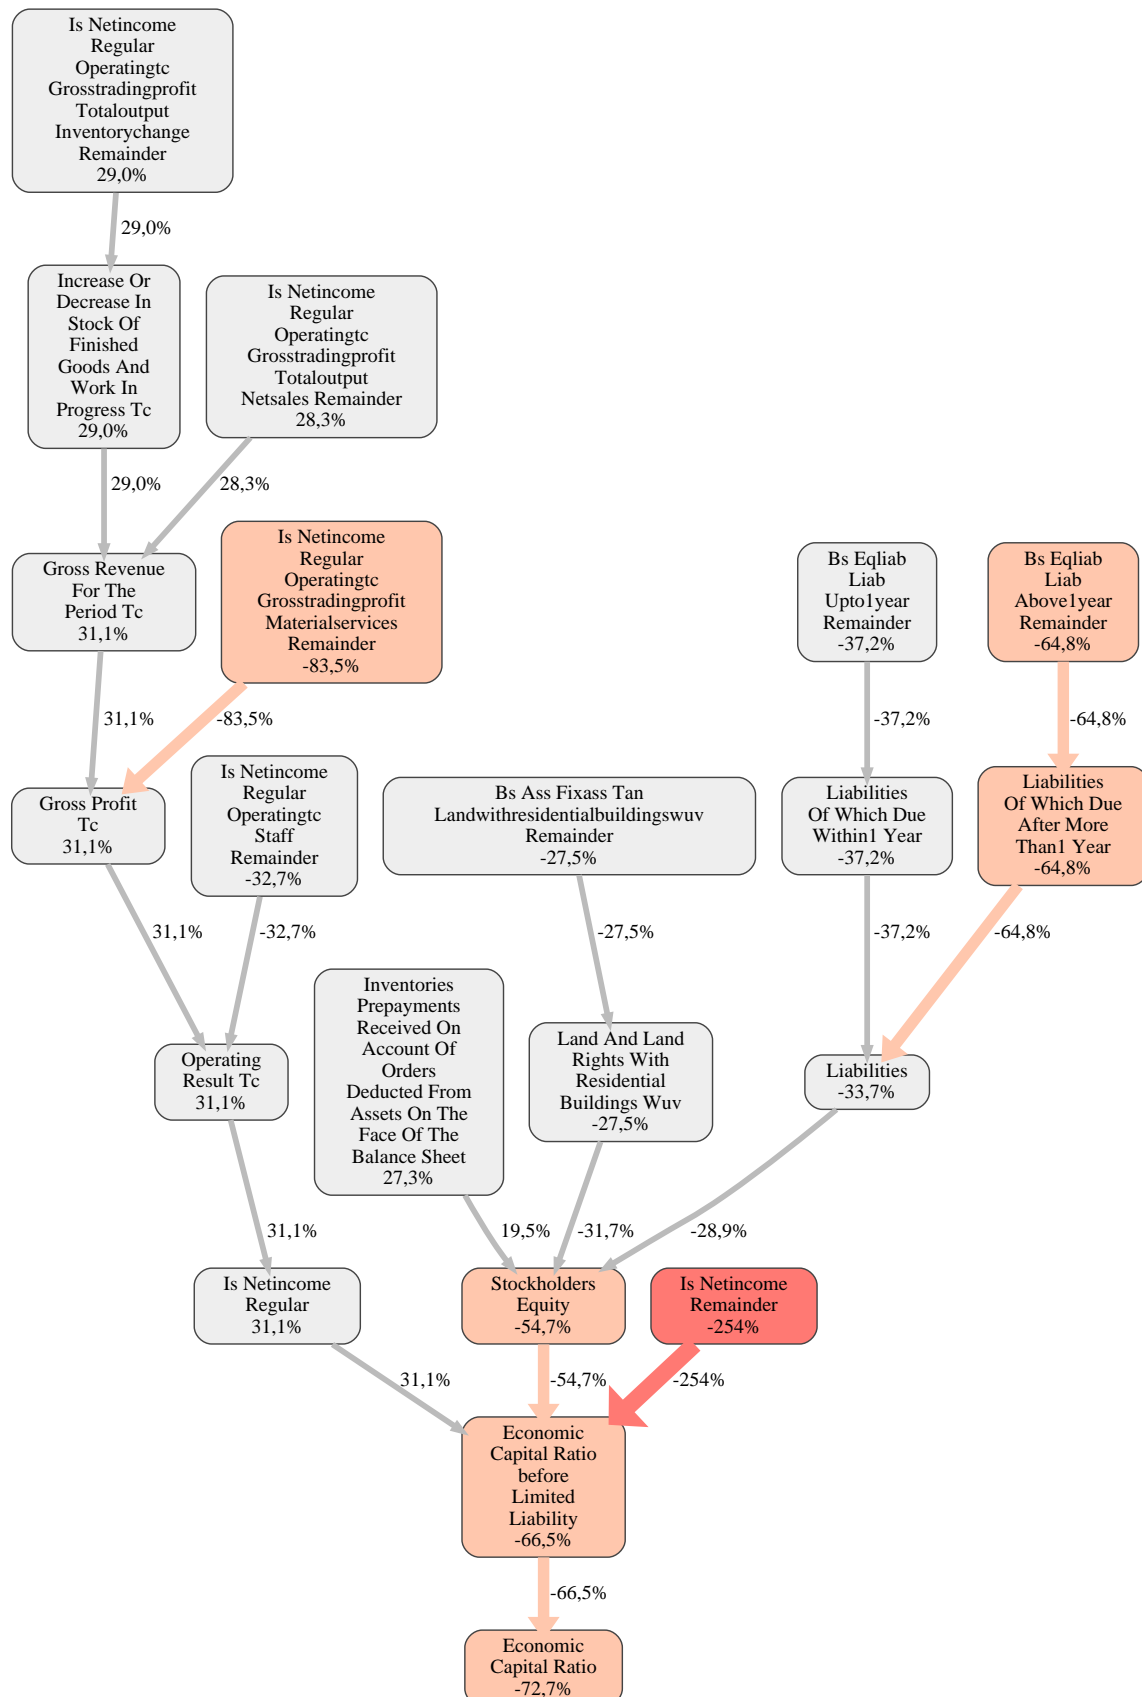 Is Netincome
Regular
Operatingtc
Grosstradingprofit
Totaloutput
Inventorychange
Remainder
29,0%
29,0%
Increase Or
Decrease In
Stock Of
Finished
Goods And
Work In
Progress Tc
29,0%
Is Netincome
Regular
Operatingtc
Grosstradingprofit
Totaloutput
Netsales Remainder
28,3%
29,0%
28,3%
Gross Revenue
For The
Period Tc
31,1%
Is Netincome
Regular
Operatingtc
Grosstradingprofit
Materialservices
Remainder
-83,5%
Bs Eqliab
Liab
Upto1year
Remainder
-37,2%
Bs Eqliab
Liab
Above1year
Remainder
-64,8%
31,1%
-83,5%
-37,2%
-64,8%
Gross Profit
Tc
31,1%
Is Netincome
Regular
Operatingtc
Staff
Remainder
-32,7%
Bs Ass Fixass Tan
Landwithresidentialbuildingswuv
Remainder
-27,5%
Liabilities
Of Which Due
Within1 Year
-37,2%
Liabilities
Of Which Due
After More
Than1 Year
-64,8%
31,1%
-32,7%
-27,5%
-37,2%
-64,8%
Operating
Result Tc
31,1%
Inventories
Prepayments
Received On
Account Of
Orders
Deducted From
Assets On The
Face Of The
Balance Sheet
27,3%
Land And Land
Rights With
Residential
Buildings Wuv
-27,5%
Liabilities
-33,7%
31,1%
19,5%
-31,7%
-28,9%
Is Netincome
Regular
31,1%
Stockholders
Equity
-54,7%
Is Netincome
Remainder
-254%
31,1%
-54,7%
-254%
Economic
Capital Ratio
before
Limited
Liability
-66,5%
-66,5%
Economic
Capital Ratio
-72,7%